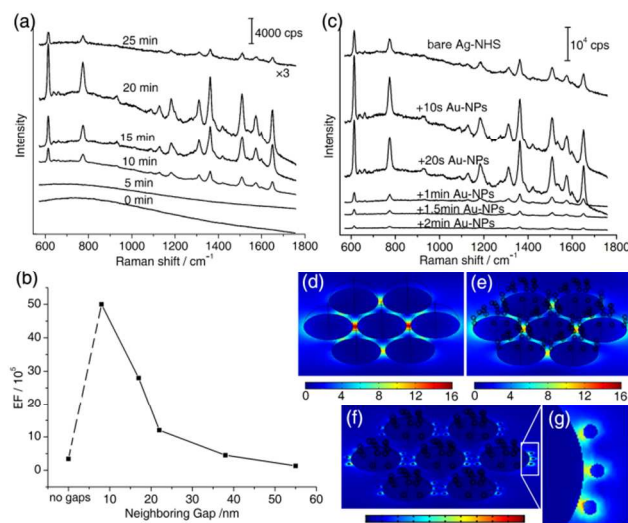 (a)
4000 cps
25 min
×3
20 min
15 min
10 min
5 min
0 min
Intensity
600 800 1000 1200 1400 1600 1800
Raman shift / cm⁻¹
(c)
bare Ag-NHS
10⁴ cps
+10s Au-NPs
+20s Au-NPs
+1min Au-NPs
+1.5min Au-NPs
+2min Au-NPs
Intensity
600 800 1000 1200 1400 1600 1800
Raman shift / cm⁻¹
(b)
EF / 10⁵
50
40
30
20
10
0
no gaps 10 20 30 40 50 60
Neighboring Gap /nm
(d)
0 4 8 12 16
(e)
0 4 8 12 16
(f)
(g)